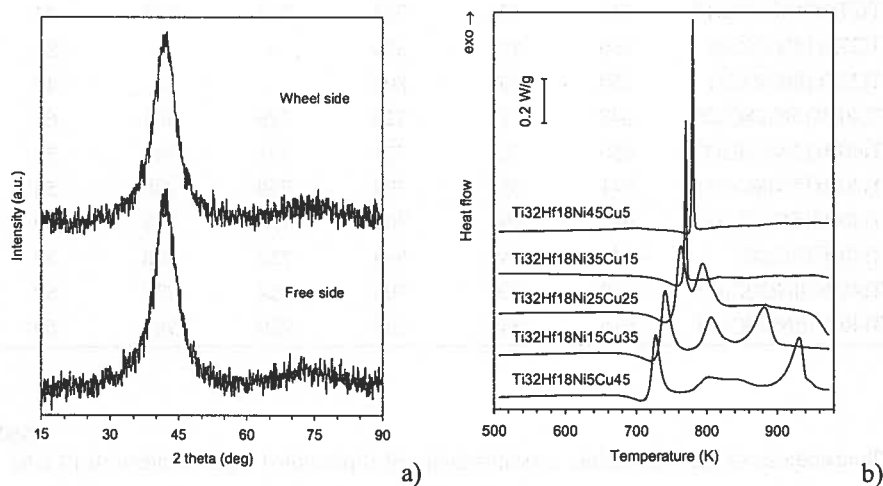 Wheel side
Free side
Intensity (a.u.)
15 30 45 60 75 90
2 theta (deg)
a)
exo →
0.2 W/g
Heat flow
Ti32Hf18Ni45Cu5
Ti32Hf18Ni35Cu15
Ti32Hf18Ni25Cu25
Ti32Hf18Ni15Cu35
Ti32Hf18Ni5Cu45
500 600 700 800 900
Temperature (K)
b)